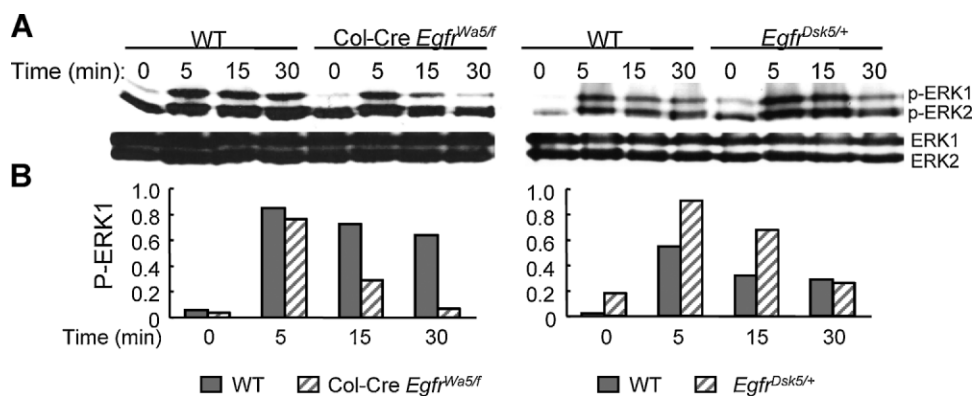 A
WT Col-Cre Egfr^Wa5/f WT Egfr^Dsk5/+
Time (min): 0 5 15 30 0 5 15 30 0 5 15 30 0 5 15 30
p-ERK1
p-ERK2
ERK1
ERK2
B
P-ERK1
1.0
0.8
0.6
0.4
0.2
0
Time (min) 0 5 15 30
WT Col-Cre Egfr^Wa5/f
1.0
0.8
0.6
0.4
0.2
0
0 5 15 30
WT Egfr^Dsk5/+